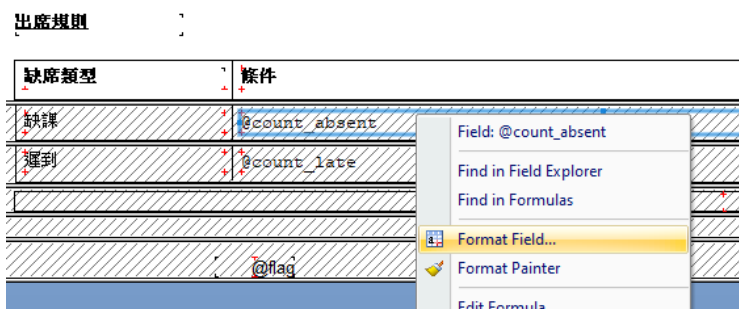 出席規則
缺席類型 條件
缺課 @count_absent
遲到 @count_late
@flag
Field: @count_absent
Find in Field Explorer
Find in Formulas
Format Field...
Format Painter
Edit Formula